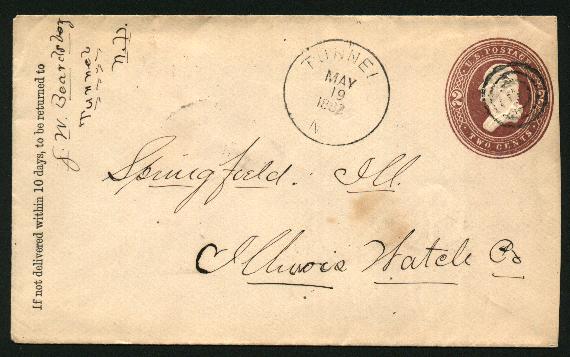 If not delivered within 10 days, to be returned to
J. W. Beardsley
Tunnel
N.Y.
TUNNEL
MAY
19
1882
N
U.S. POSTAGE
TWO CENTS
Springfield. Ill.
Illinois Watch Co